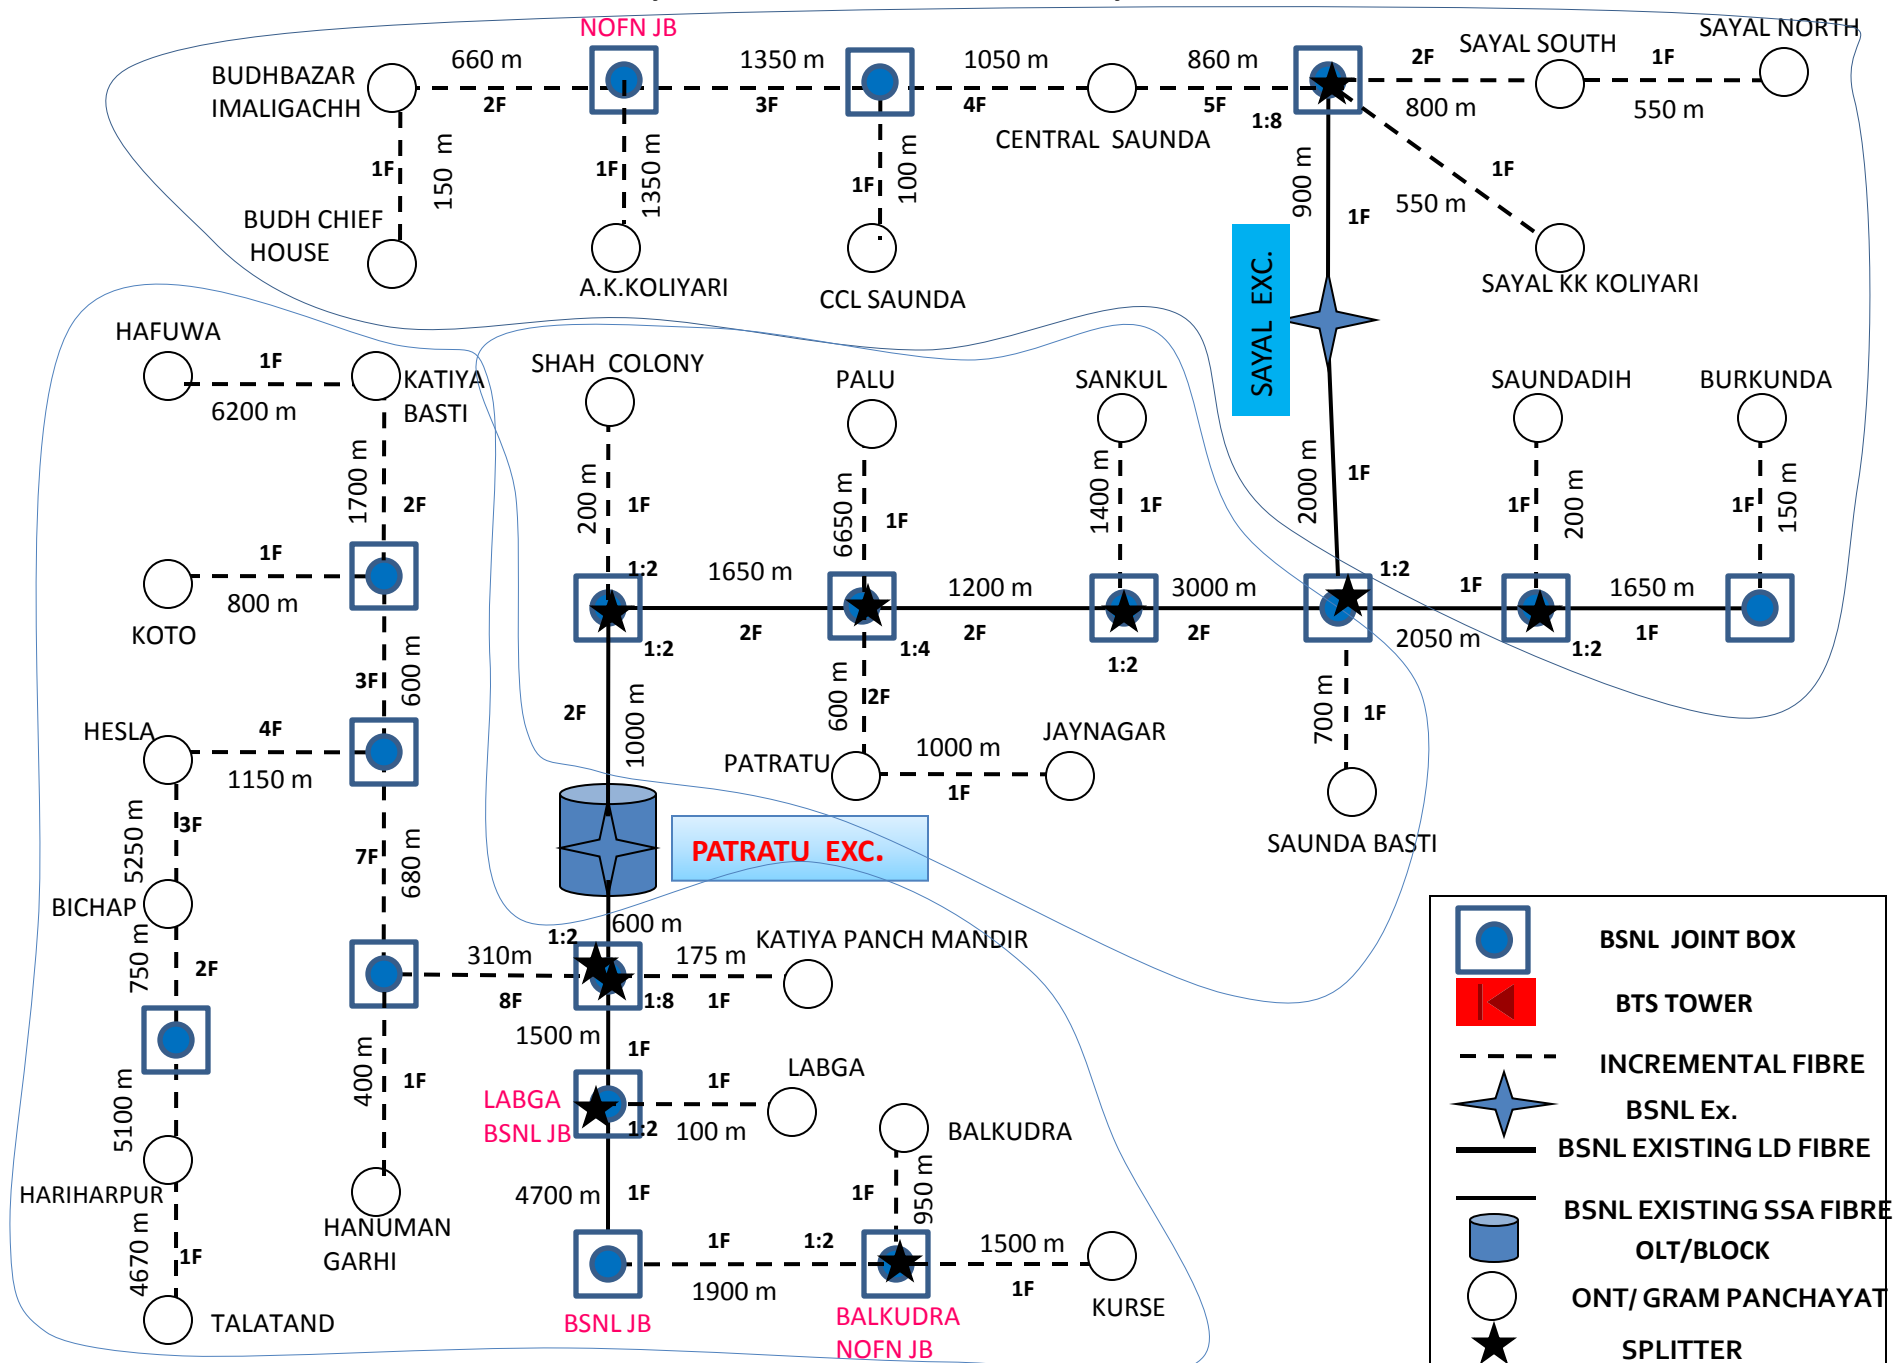 NOFN JB
SAYAL NORTH
SAYAL SOUTH
660 m
1350 m
1050 m
860 m
2F
1F
BUDHBAZAR
IMALIGACHH
2F
3F
4F
5F
1:8
800 m
550 m
CENTRAL SAUNDA
1F
150 m
1F
1350 m
1F
100 m
900 m
1F
1F
550 m
BUDH CHIEF
HOUSE
A.K.KOLIYARI
CCL SAUNDA
SAYAL EXC.
SAYAL KK KOLIYARI
HAFUWA
1F
6200 m
KATIYA
BASTI
SHAH COLONY
PALU
SANKUL
SAUNDADIH
BURKUNDA
1700 m
2F
200 m
1F
6650 m
1F
1400 m
1F
2000 m
1F
1F
200 m
1F
150 m
1F
800 m
KOTO
1:2
1650 m
1200 m
3000 m
1:2
1F
1650 m
1:2
2F
1:4
2F
1:2
2F
2050 m
1:2
1F
3F
600 m
2F
1000 m
600 m
2F
700 m
1F
HESLA
4F
1150 m
PATRATU
1000 m
1F
JAYNAGAR
5250 m
3F
7F
680 m
PATRATU EXC.
SAUNDA BASTI
BICHAP
600 m
750 m
2F
310m
8F
1:2
1:8
175 m
1F
KATIYA PANCH MANDIR
1500 m
1F
5100 m
400 m
1F
LABGA
BSNL JB
1:2
1F
100 m
LABGA
BALKUDRA
HARIHARPUR
4670 m
1F
HANUMAN
GARHI
4700 m
1F
1F
950 m
1F
1:2
1500 m
1900 m
1F
KURSE
TALATAND
BSNL JB
BALKUDRA
NOFN JB
BSNL JOINT BOX
BTS TOWER
INCREMENTAL FIBRE
BSNL Ex.
BSNL EXISTING LD FIBRE
BSNL EXISTING SSA FIBRE
OLT/BLOCK
ONT/ GRAM PANCHAYAT
SPLITTER